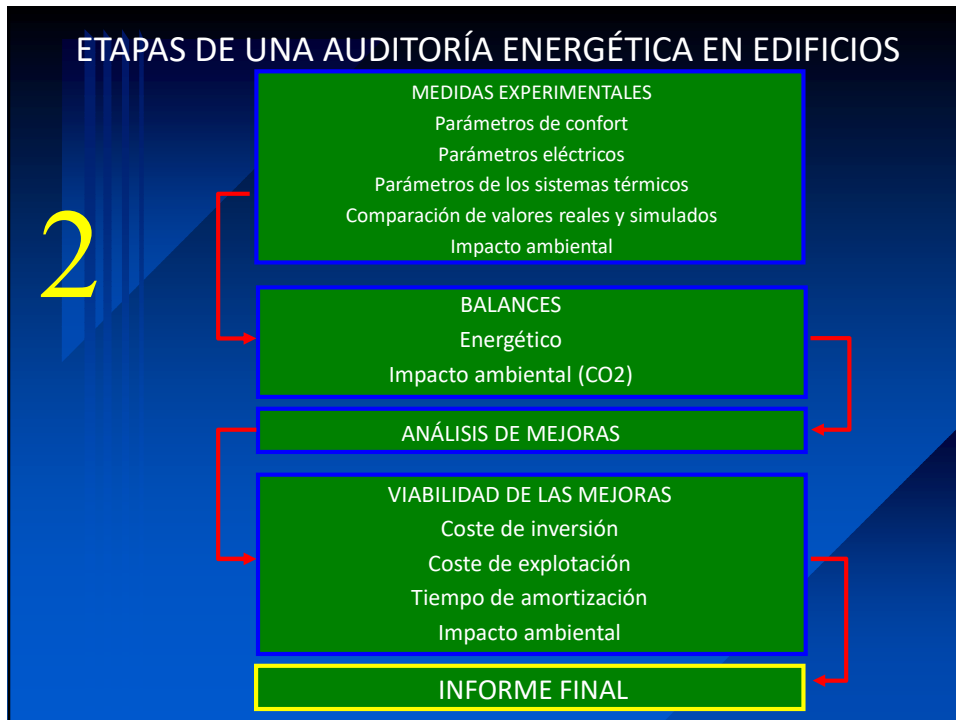 ETAPAS DE UNA AUDITORÍA ENERGÉTICA EN EDIFICIOS
MEDIDAS EXPERIMENTALES
Parámetros de confort
Parámetros eléctricos
Parámetros de los sistemas térmicos
Comparación de valores reales y simulados
Impacto ambiental
2
BALANCES
Energético
Impacto ambiental (CO2)
ANÁLISIS DE MEJORAS
VIABILIDAD DE LAS MEJORAS
Coste de inversión
Coste de explotación
Tiempo de amortización
Impacto ambiental
INFORME FINAL